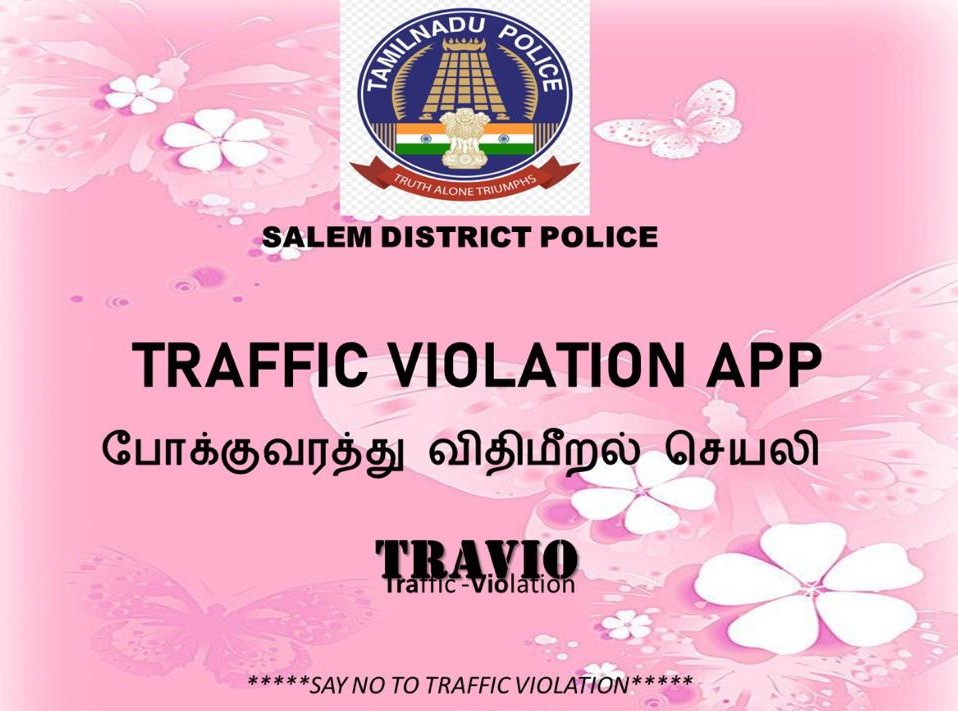 TAMILNADU POLICE
TRUTH ALONE TRIUMPHS
SALEM DISTRICT POLICE
TRAFFIC VIOLATION APP
போக்குவரத்து விதிமீறல் செயலி
TRAVIO
Traffic -Violation
*****SAY NO TO TRAFFIC VIOLATION*****